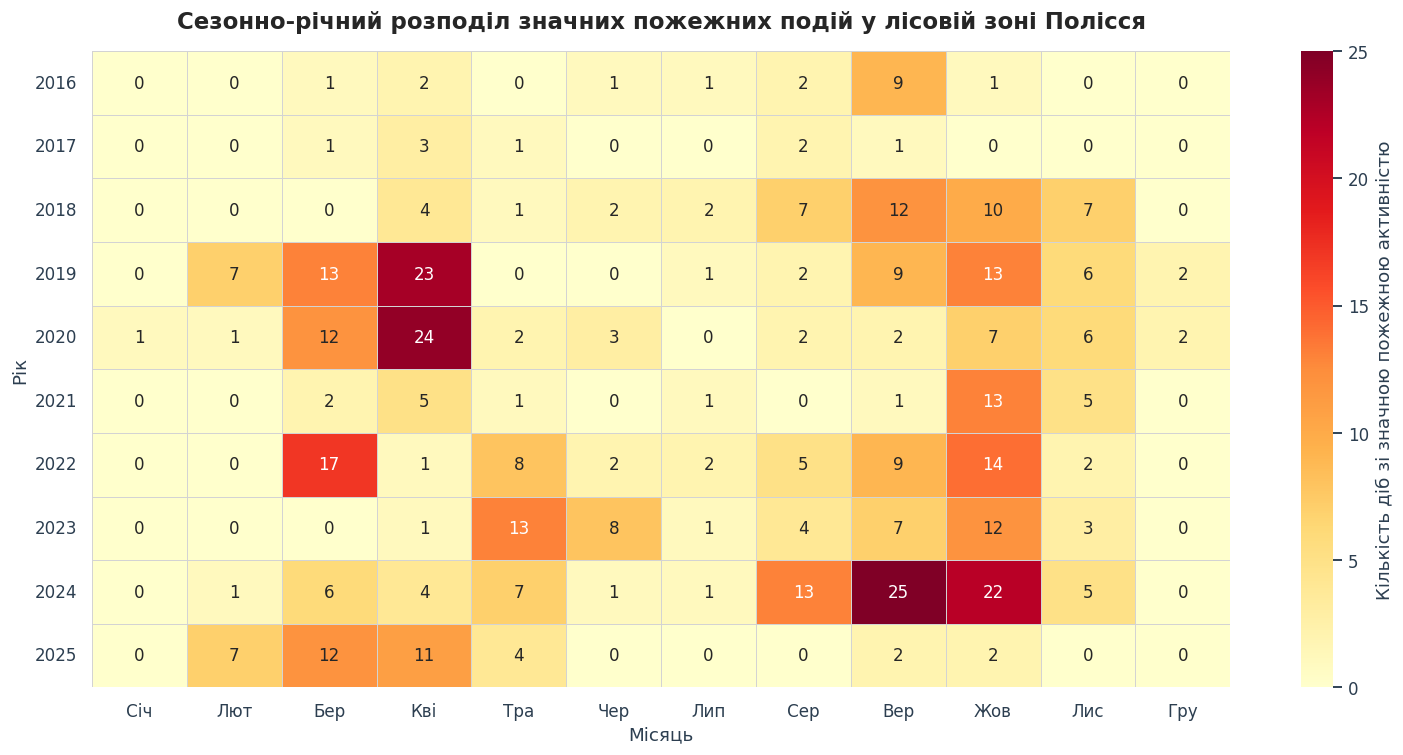 Сезонно-річний розподіл значних пожежних подій у лісовій зоні Полісся
2016 0 0 1 2 0 1 1 2 9 1 0 0
2017 0 0 1 3 1 0 0 2 1 0 0 0
2018 0 0 0 4 1 2 2 7 12 10 7 0
2019 0 7 13 23 0 0 1 2 9 13 6 2
2020 1 1 12 24 2 3 0 2 2 7 6 2
2021 0 0 2 5 1 0 1 0 1 13 5 0
2022 0 0 17 1 8 2 2 5 9 14 2 0
2023 0 0 0 1 13 8 1 4 7 12 3 0
2024 0 1 6 4 7 1 1 13 25 22 5 0
2025 0 7 12 11 4 0 0 0 2 2 0 0
Січ Лют Бер Кві Тра Чер Лип Сер Вер Жов Лис Гру
Місяць
Рік
25
20
15
10
5
0
Кількість діб зі значною пожежною активністю